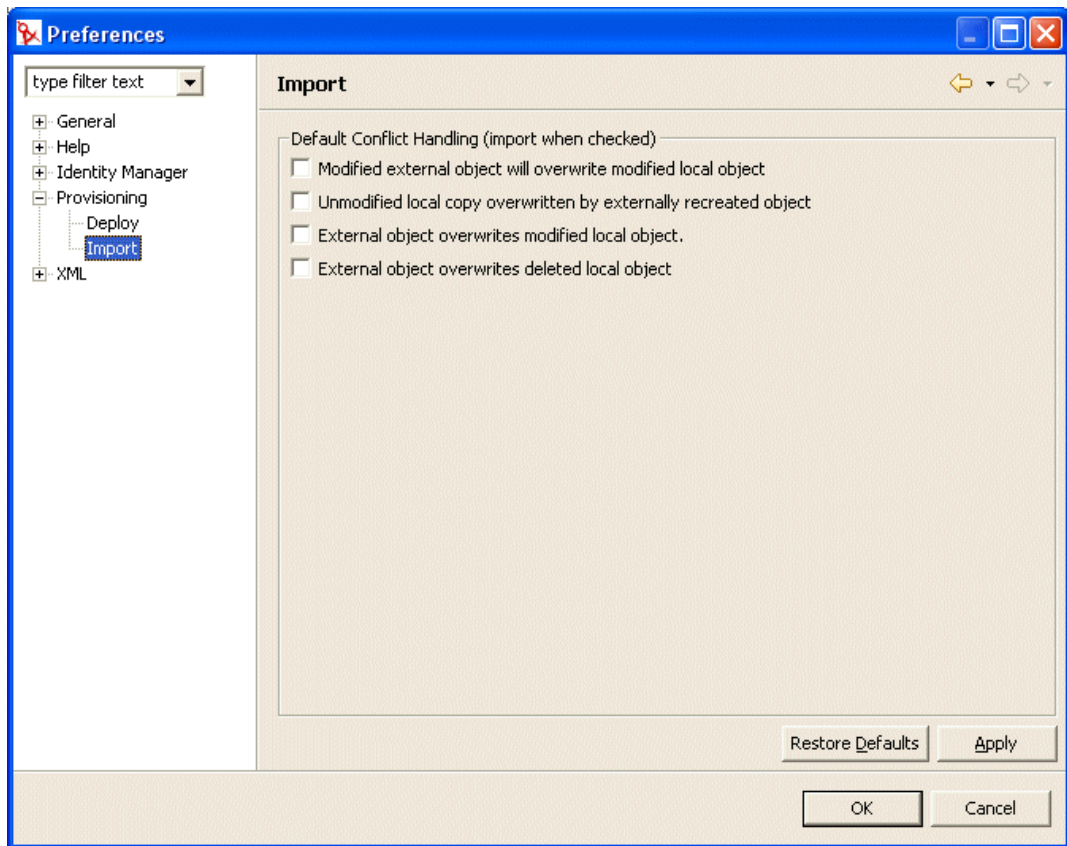 Preferences
type filter text
General
Help
Identity Manager
Provisioning
Deploy
Import
XML
Import
Default Conflict Handling (import when checked)
Modified external object will overwrite modified local object
Unmodified local copy overwritten by externally recreated object
External object overwrites modified local object.
External object overwrites deleted local object
Restore Defaults
Apply
OK
Cancel